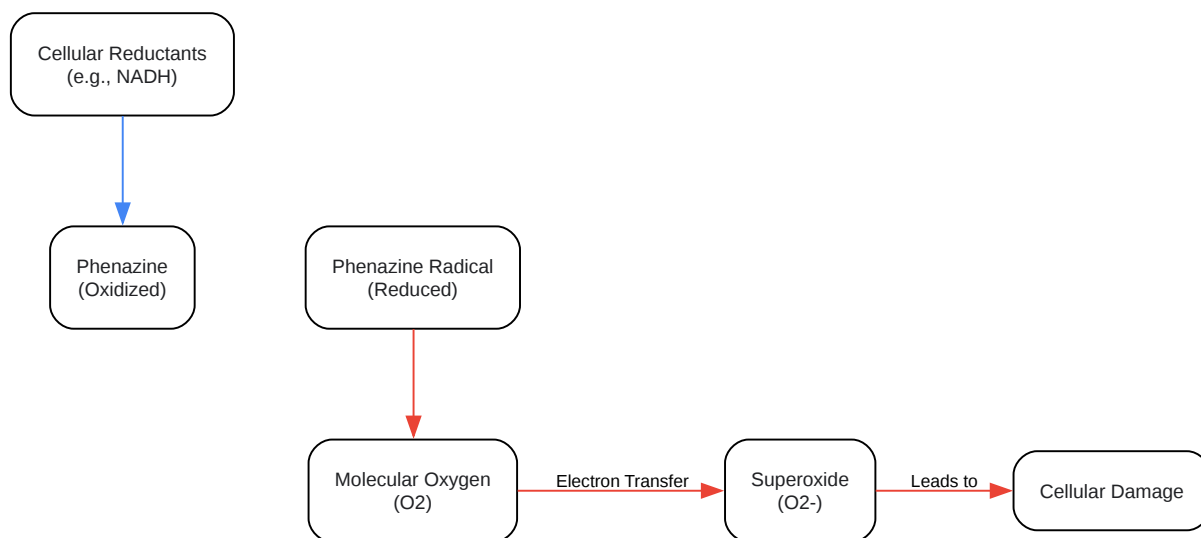 Cellular Reductants
(e.g., NADH)
Phenazine
(Oxidized)
Phenazine Radical
(Reduced)
Molecular Oxygen
(O2)
Electron Transfer
Superoxide
(O2-)
Leads to
Cellular Damage